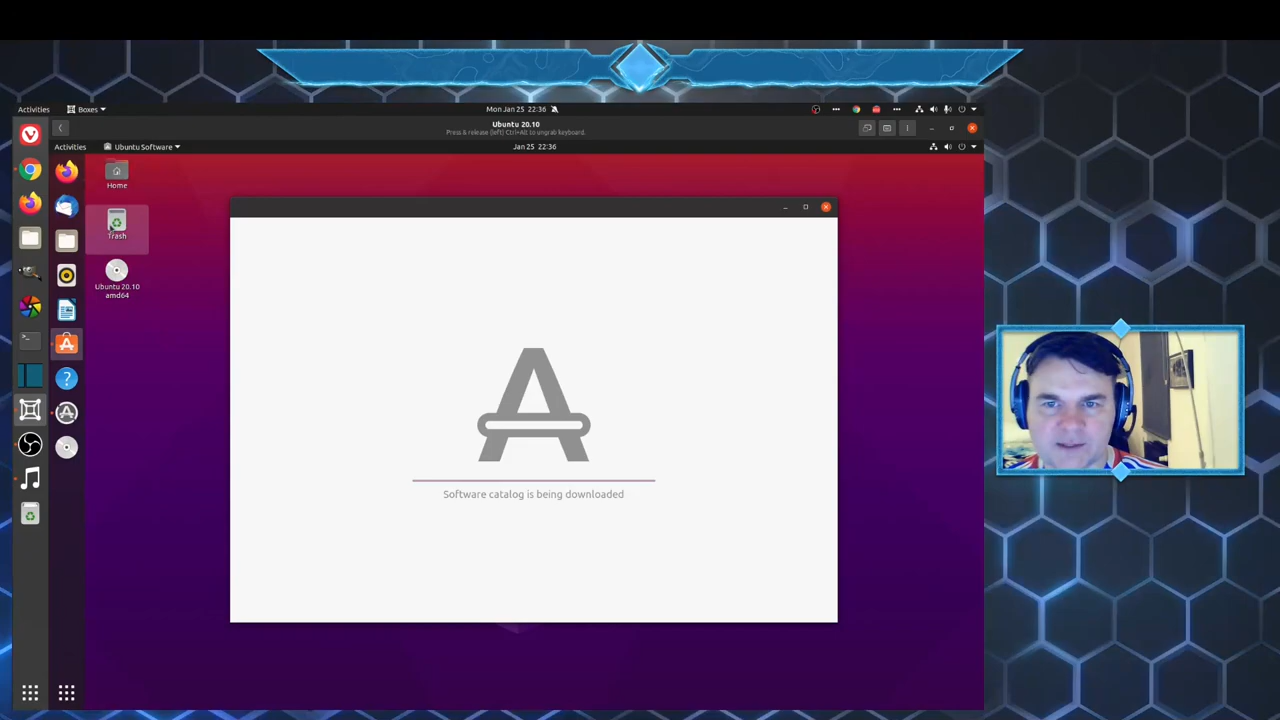 Activities Boxes Mon Jan 25 22:36
Ubuntu 20.10
Press & release (left) Ctrl+Alt to ungrab keyboard.
Activities Ubuntu Software Jan 25 22:36
Home
Trash
Ubuntu 20.10
amd64
Software catalog is being downloaded